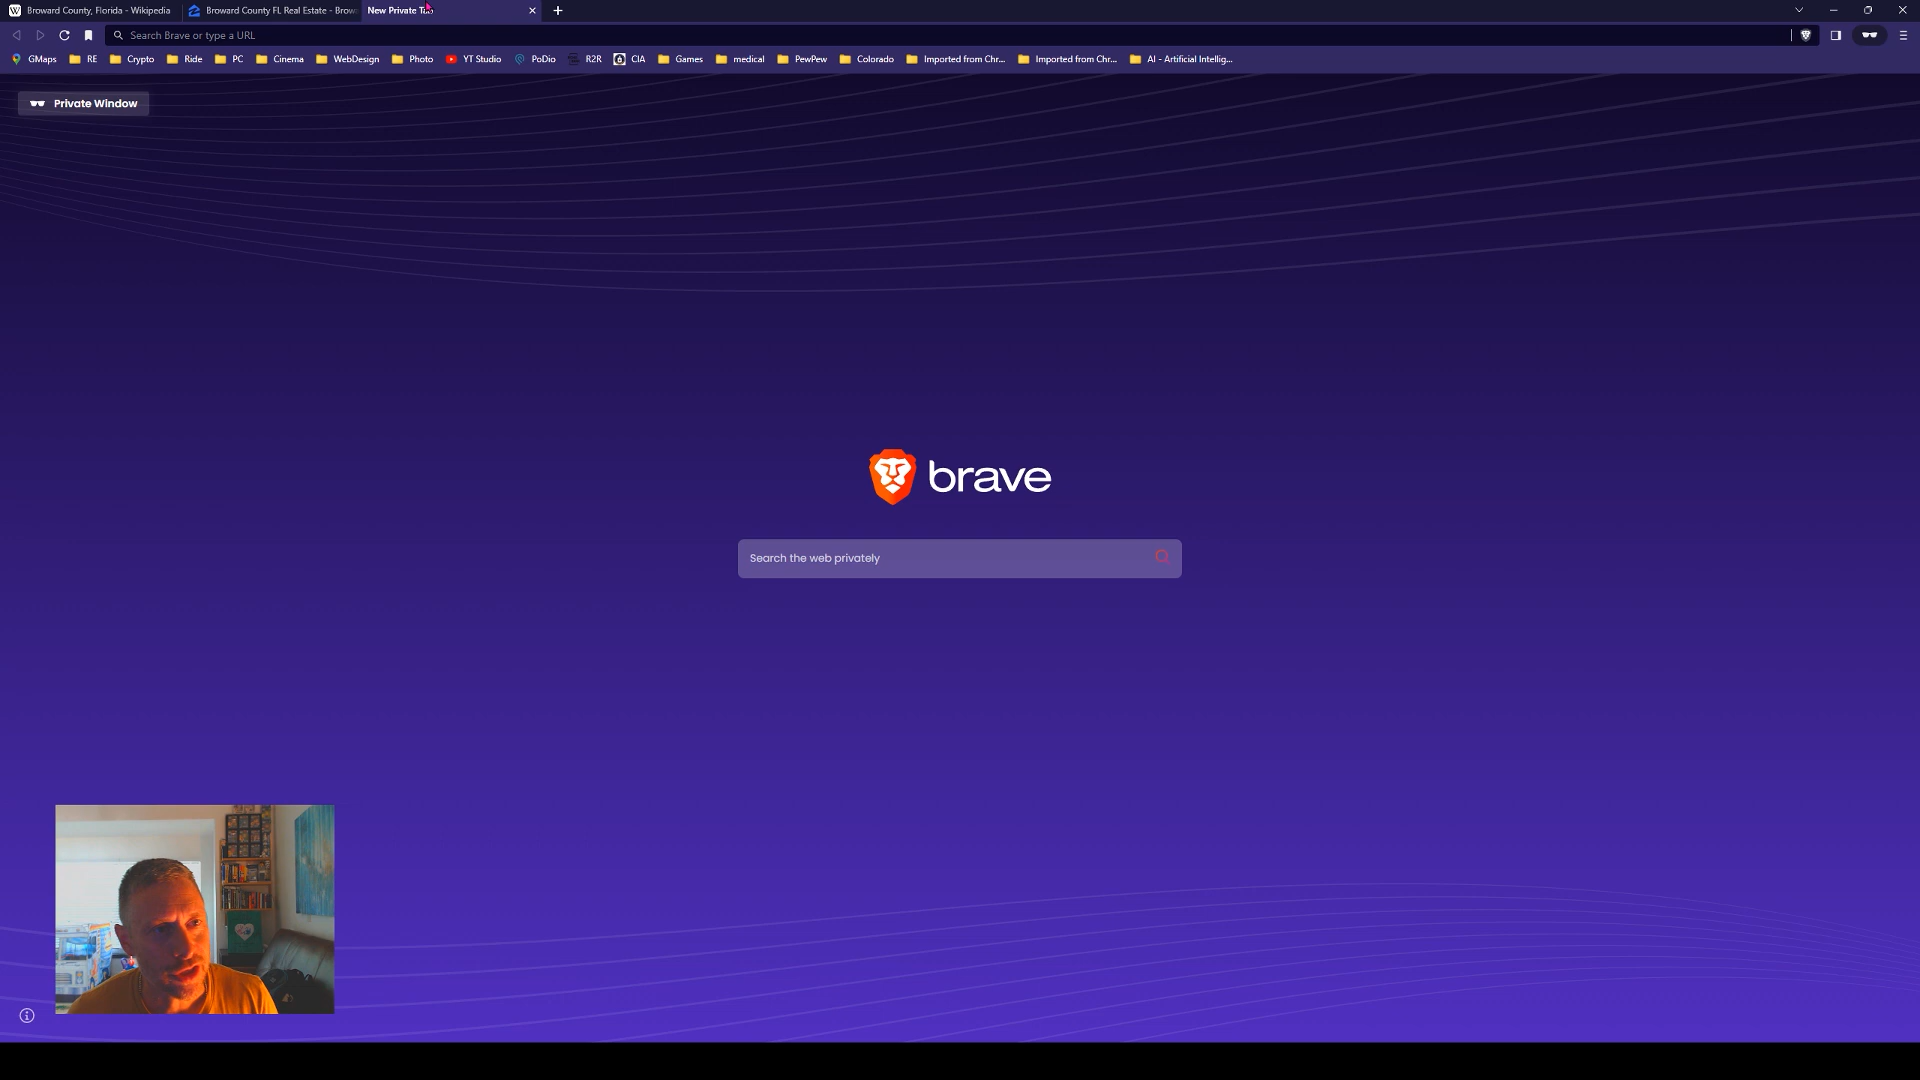 Broward County, Florida - Wikipedia
Broward County FL Real Estate - Brow
New Private Ta
Search Brave or type a URL
GMaps RE Crypto Ride PC Cinema WebDesign Photo YT Studio PoDio R2R CIA Games medical PewPew Colorado Imported from Chr... Imported from Chr... AI - Artificial Intellig...
Private Window
brave
Search the web privately